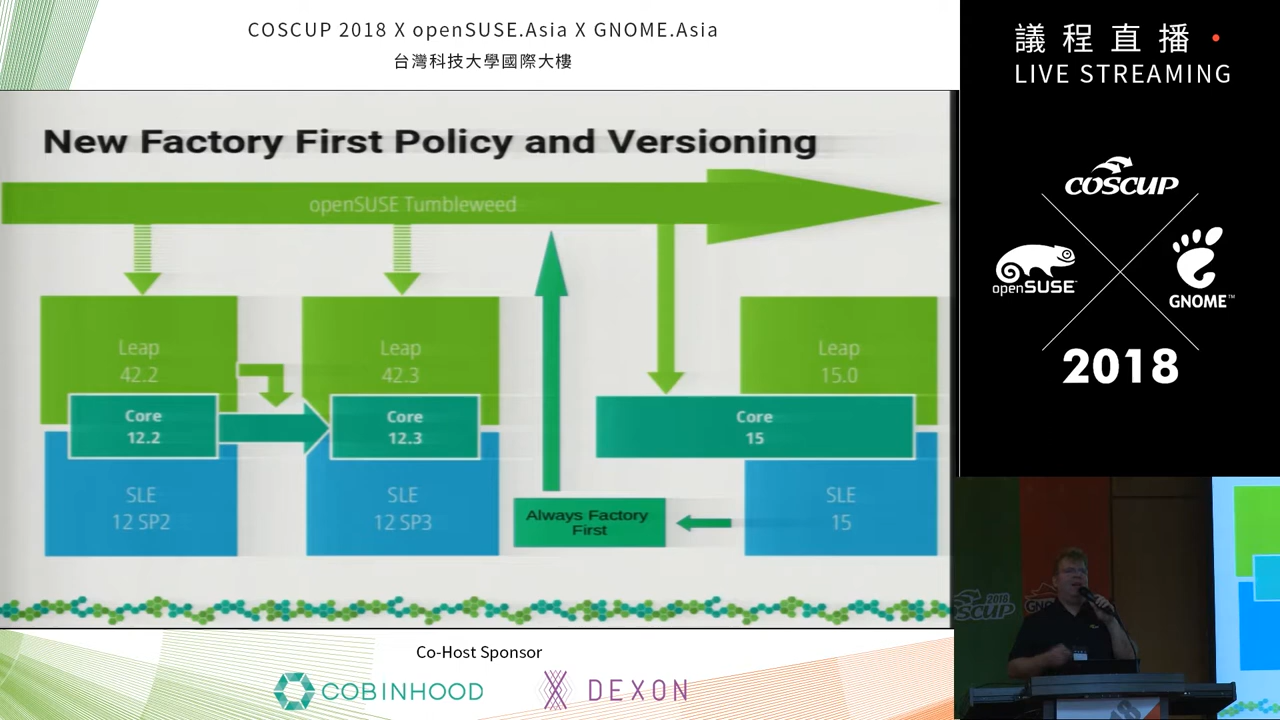 COSCUP 2018 X openSUSE.Asia X GNOME.Asia
台灣科技大學國際大樓
議程直播
LIVE STREAMING
New Factory First Policy and Versioning
openSUSE Tumbleweed
Leap
42.2
Leap
42.3
Leap
15.0
Core
12.2
Core
12.3
Core
15
SLE
12 SP2
SLE
12 SP3
Always Factory
First
SLE
15
COSCUP
openSUSE
GNOME™
2018
2018
COSCUP
Co-Host Sponsor
COBINHOOD
DEXON